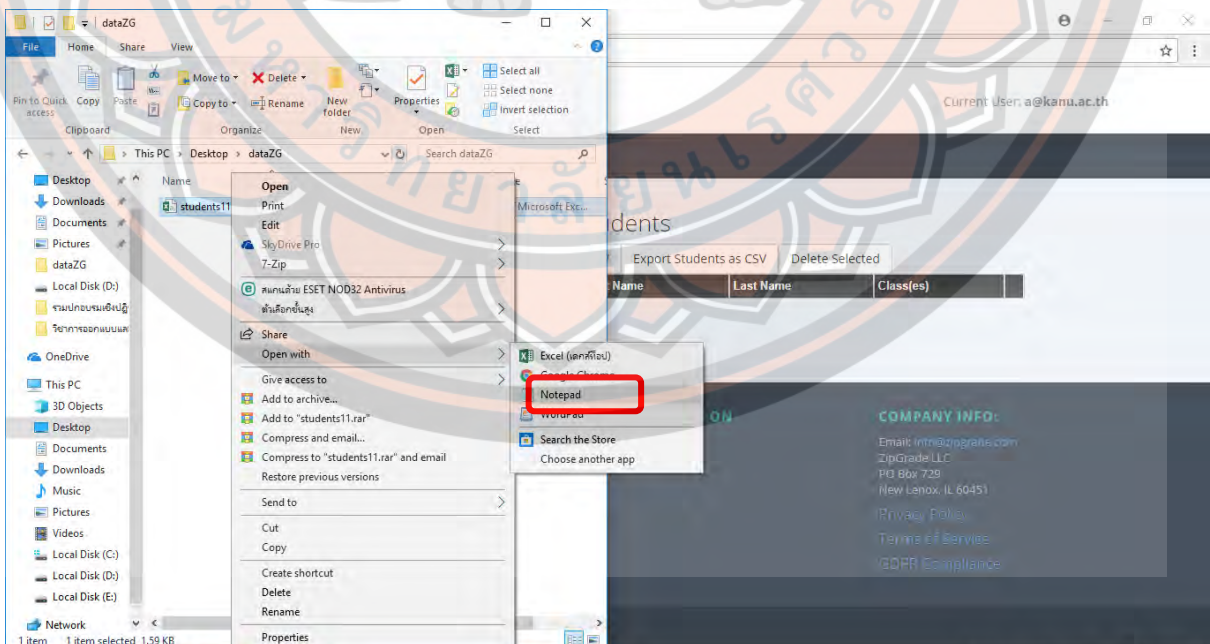 dataZG
File Home Share View
Pin to Quick access
Copy
Paste
Clipboard
Move to
Copy to
Delete
Rename
Organize
New folder
New
Properties
Open
Select all
Select none
Invert selection
Select
This PC > Desktop > dataZG
Search dataZG
Desktop
Downloads
Documents
Pictures
dataZG
Local Disk (D:)
OneDrive
This PC
3D Objects
Desktop
Documents
Downloads
Music
Pictures
Videos
Local Disk (C:)
Local Disk (D:)
Local Disk (E:)
Network
1 item 1 item selected 1.59 KB
Name
students11
Microsoft Exc...
Open
Print
Edit
SkyDrive Pro
7-Zip
สแกนด้วย ESET NOD32 Antivirus
ตัวเลือกขั้นสูง
Share
Open with
Give access to
Add to archive...
Add to "students11.rar"
Compress and email...
Compress to "students11.rar" and email
Restore previous versions
Send to
Cut
Copy
Create shortcut
Delete
Rename
Properties
Excel (เดสก์ท็อป)
Google Chrome
Notepad
WordPad
Search the Store
Choose another app
Current User: a@kanu.ac.th
dents
Export Students as CSV Delete Selected
Name Last Name Class(es)
ON
COMPANY INFO:
Email: info@zipgrade.com
ZipGrade LLC
PO Box 729
New Lenox, IL 60451
Privacy Policy
Terms of Service
GDPR Compliance